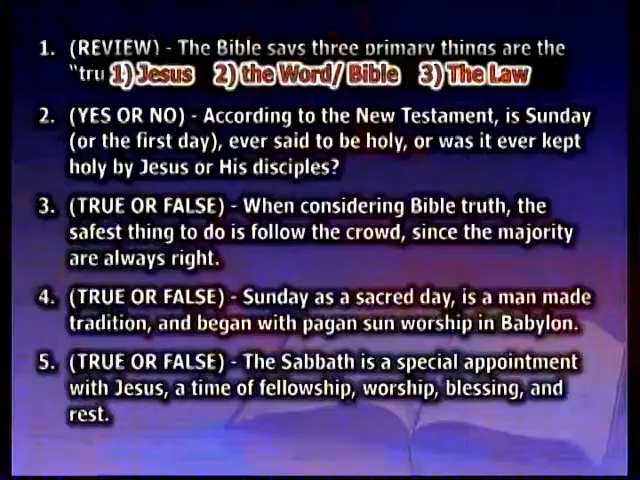 1. (REVIEW) - The Bible says three primary things are the
"tru 1) Jesus 2) the Word/ Bible 3) The Law
2. (YES OR NO) - According to the New Testament, is Sunday
(or the first day), ever said to be holy, or was it ever kept
holy by Jesus or His disciples?
3. (TRUE OR FALSE) - When considering Bible truth, the
safest thing to do is follow the crowd, since the majority
are always right.
4. (TRUE OR FALSE) - Sunday as a sacred day, is a man made
tradition, and began with pagan sun worship in Babylon.
5. (TRUE OR FALSE) - The Sabbath is a special appointment
with Jesus, a time of fellowship, worship, blessing, and
rest.